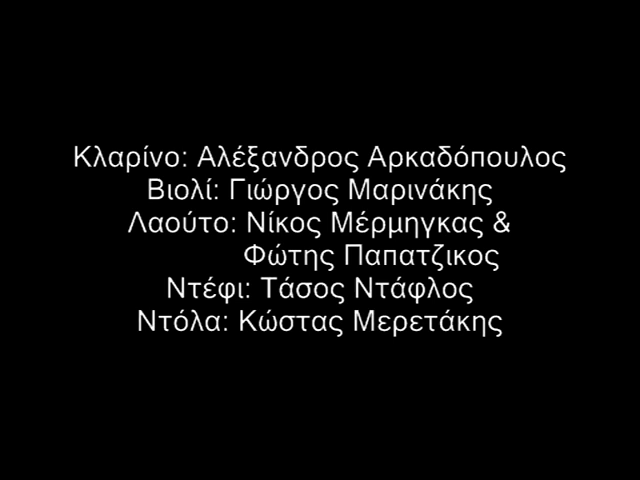 Κλαρίνο: Αλέξανδρος Αρκαδόπουλος
Βιολί: Γιώργος Μαρινάκης
Λαούτο: Νίκος Μέρμηγκας &
Φώτης Παπατζικος
Ντέφι: Τάσος Ντάφλος
Ντόλα: Κώστας Μερετάκης